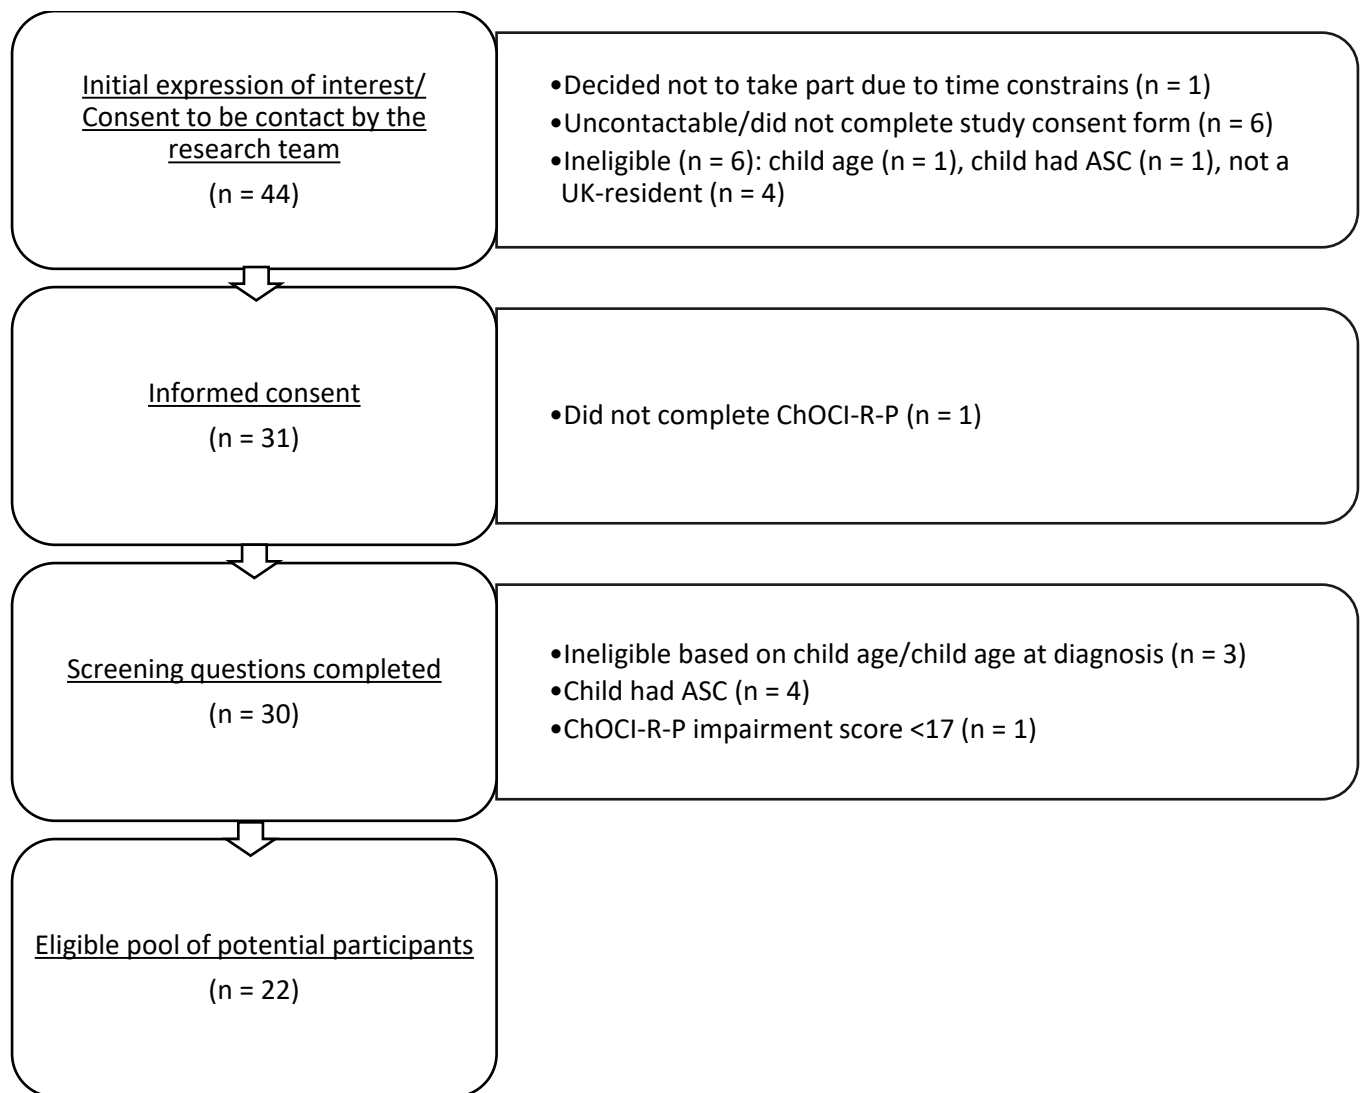 Initial expression of interest/
Consent to be contact by the
research team
(n = 44)
•Decided not to take part due to time constrains (n = 1)
•Uncontactable/did not complete study consent form (n = 6)
•Ineligible (n = 6): child age (n = 1), child had ASC (n = 1), not a
UK-resident (n = 4)
Informed consent
(n = 31)
•Did not complete ChOCI-R-P (n = 1)
Screening questions completed
(n = 30)
•Ineligible based on child age/child age at diagnosis (n = 3)
•Child had ASC (n = 4)
•ChOCI-R-P impairment score <17 (n = 1)
Eligible pool of potential participants
(n = 22)